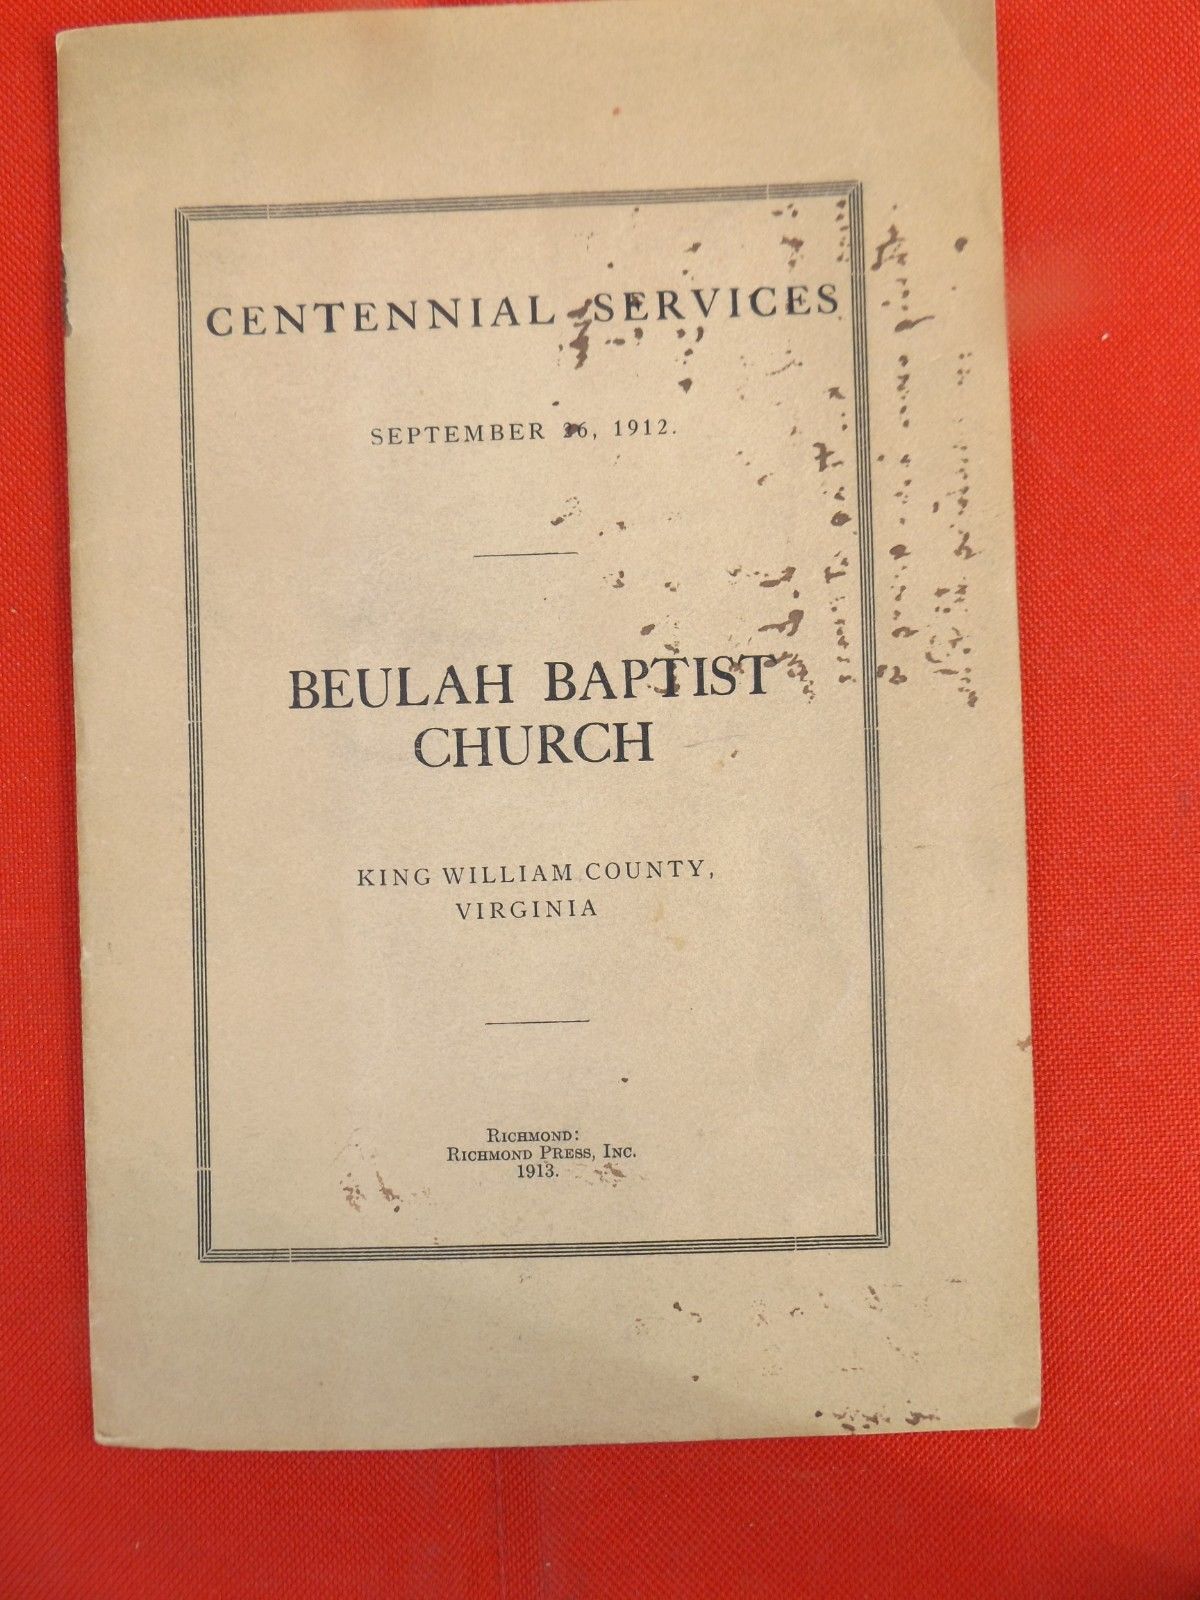 CENTENNIAL SERVICES
SEPTEMBER 26, 1912.
BEULAH BAPTIST
CHURCH
KING WILLIAM COUNTY,
VIRGINIA
RICHMOND:
RICHMOND PRESS, INC.
1913.